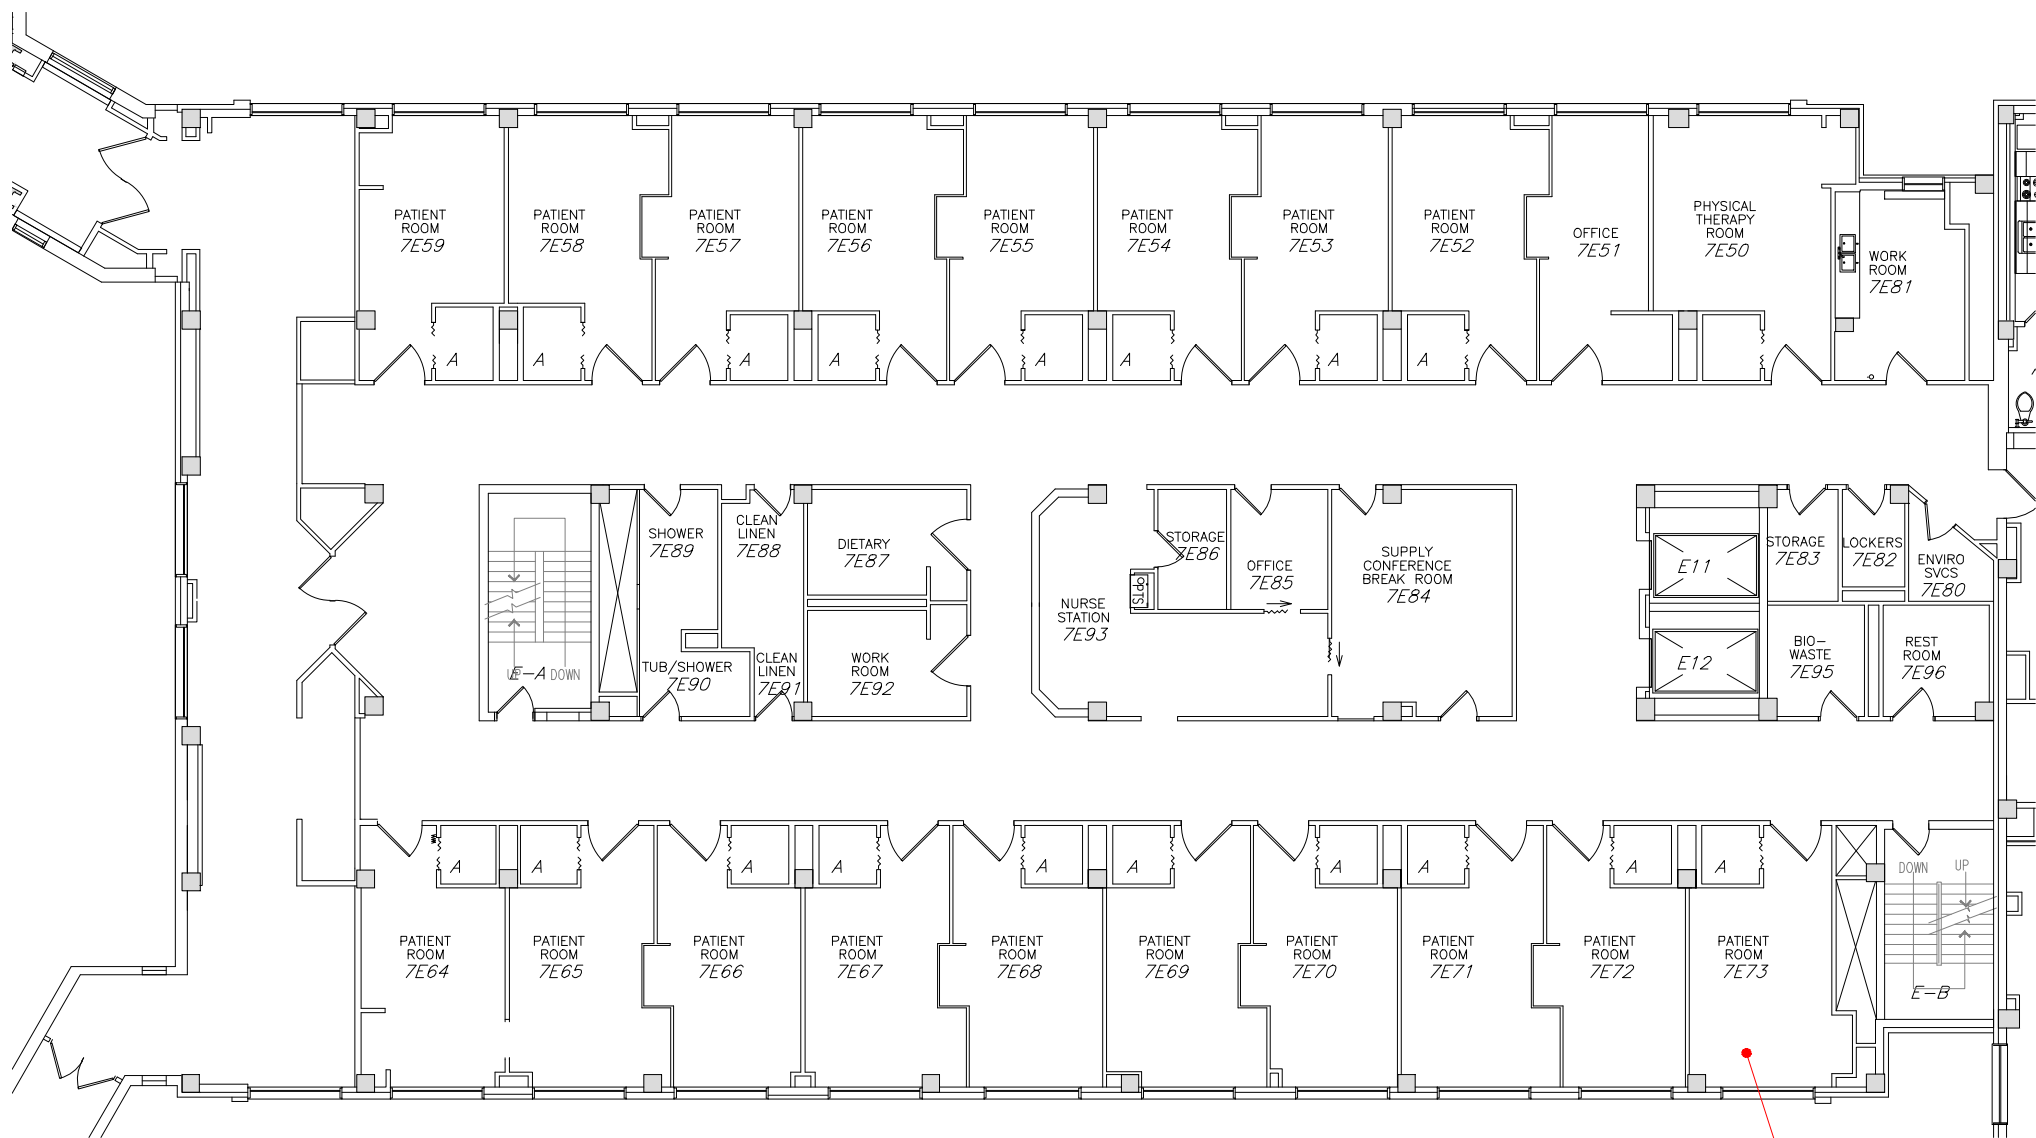 PATIENT
ROOM
7E59
PATIENT
ROOM
7E58
PATIENT
ROOM
7E57
PATIENT
ROOM
7E56
PATIENT
ROOM
7E55
PATIENT
ROOM
7E54
PATIENT
ROOM
7E53
PATIENT
ROOM
7E52
OFFICE
7E51
PHYSICAL
THERAPY
ROOM
7E50
WORK
ROOM
7E81
A
A
A
A
A
A
A
A
SHOWER
7E89
CLEAN
LINEN
7E88
DIETARY
7E87
STORAGE
7E86
OFFICE
7E85
SUPPLY
CONFERENCE
BREAK ROOM
7E84
E11
STORAGE
7E83
LOCKERS
7E82
ENVIRO
SVCS
7E80
OPTS
NURSE
STATION
7E93
E-A
UP
DOWN
TUB/SHOWER
7E90
CLEAN
LINEN
7E91
WORK
ROOM
7E92
E12
BIO-
WASTE
7E95
REST
ROOM
7E96
A
A
A
A
A
A
A
A
A
A
DOWN
UP
PATIENT
ROOM
7E64
PATIENT
ROOM
7E65
PATIENT
ROOM
7E66
PATIENT
ROOM
7E67
PATIENT
ROOM
7E68
PATIENT
ROOM
7E69
PATIENT
ROOM
7E70
PATIENT
ROOM
7E71
PATIENT
ROOM
7E72
PATIENT
ROOM
7E73
E-B